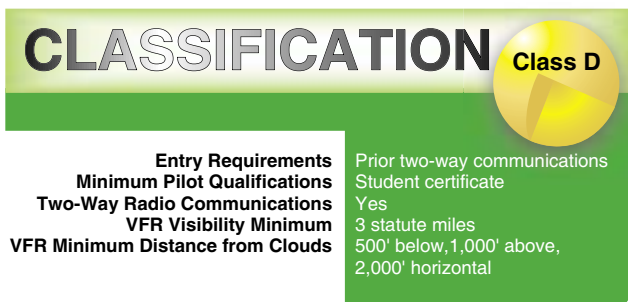 CLASSIFICATION
Class D
Entry Requirements Prior two-way communications
Minimum Pilot Qualifications Student certificate
Two-Way Radio Communications Yes
VFR Visibility Minimum 3 statute miles
VFR Minimum Distance from Clouds 500' below,1,000' above,
2,000' horizontal